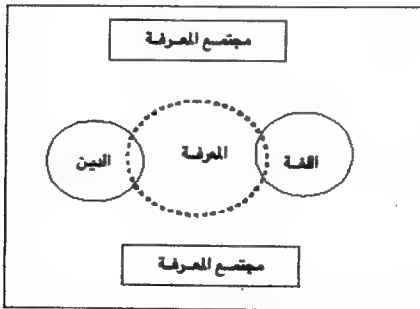 مجتمع المعرفة
اللغة
المعرفة
الدين
مجتمع المعرفة